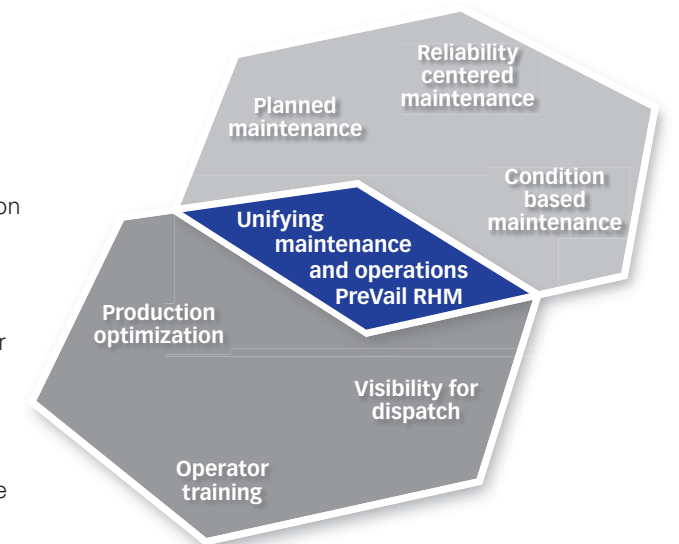 Reliability
centered
maintenance
Planned
maintenance
Condition
based
maintenance
on
Unifying
maintenance
and operations
PreVail RHM
Production
optimization
r
Visibility for
dispatch
Operator
training
e